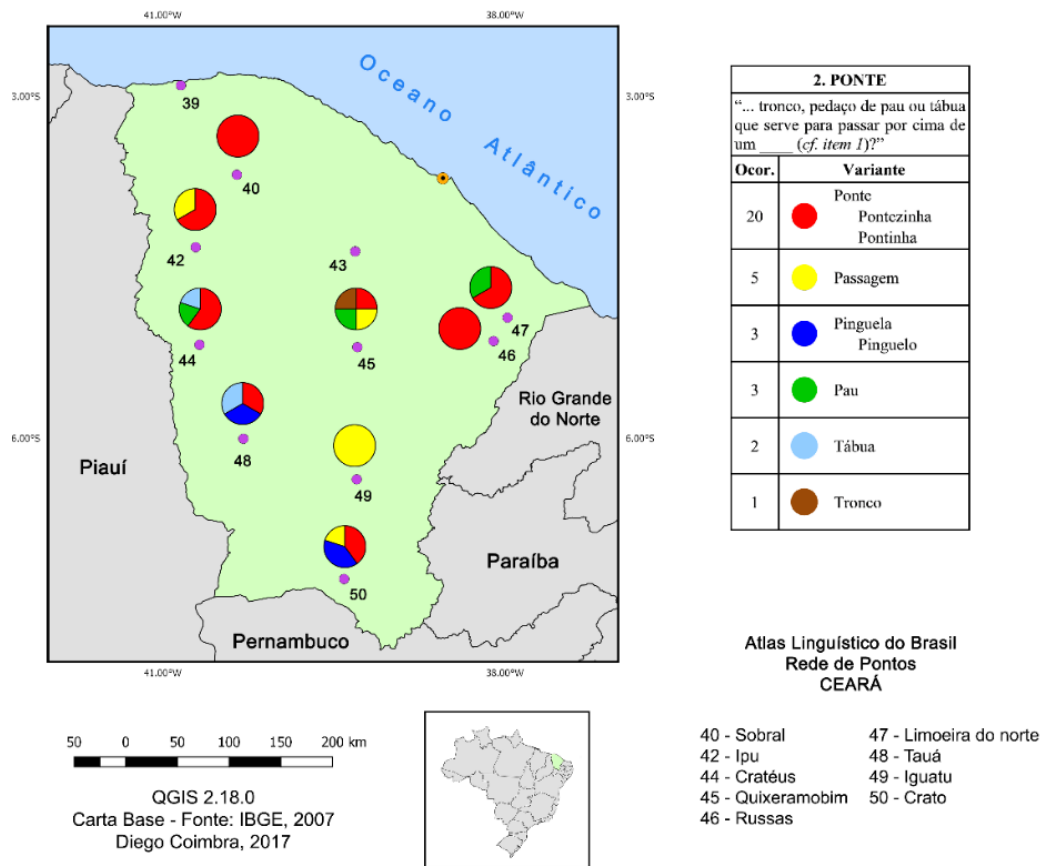 41.00°W 38.00°W
3.00°S 3.00°S
Oceano Atlântico
39
40
42
43
47
46
44
45
Rio Grande
do Norte
6.00°S 6.00°S
Piauí
48
49
Paraíba
50
Pernambuco
41.00°W 38.00°W
2. PONTE
“... tronco, pedaço de pau ou tábua
que serve para passar por cima de
um ____ (cf. item 1)?”
Ocor. Variante
20 Ponte
Pontezinha
Pontinha
5 Passagem
3 Pinguela
Pinguelo
3 Pau
2 Tábua
1 Tronco
Atlas Linguístico do Brasil
Rede de Pontos
CEARÁ
40 - Sobral
42 - Ipu
44 - Cratéus
45 - Quixeramobim
46 - Russas
47 - Limoeira do norte
48 - Tauá
49 - Iguatu
50 - Crato
50 0 50 100 150 200 km
QGIS 2.18.0
Carta Base - Fonte: IBGE, 2007
Diego Coimbra, 2017